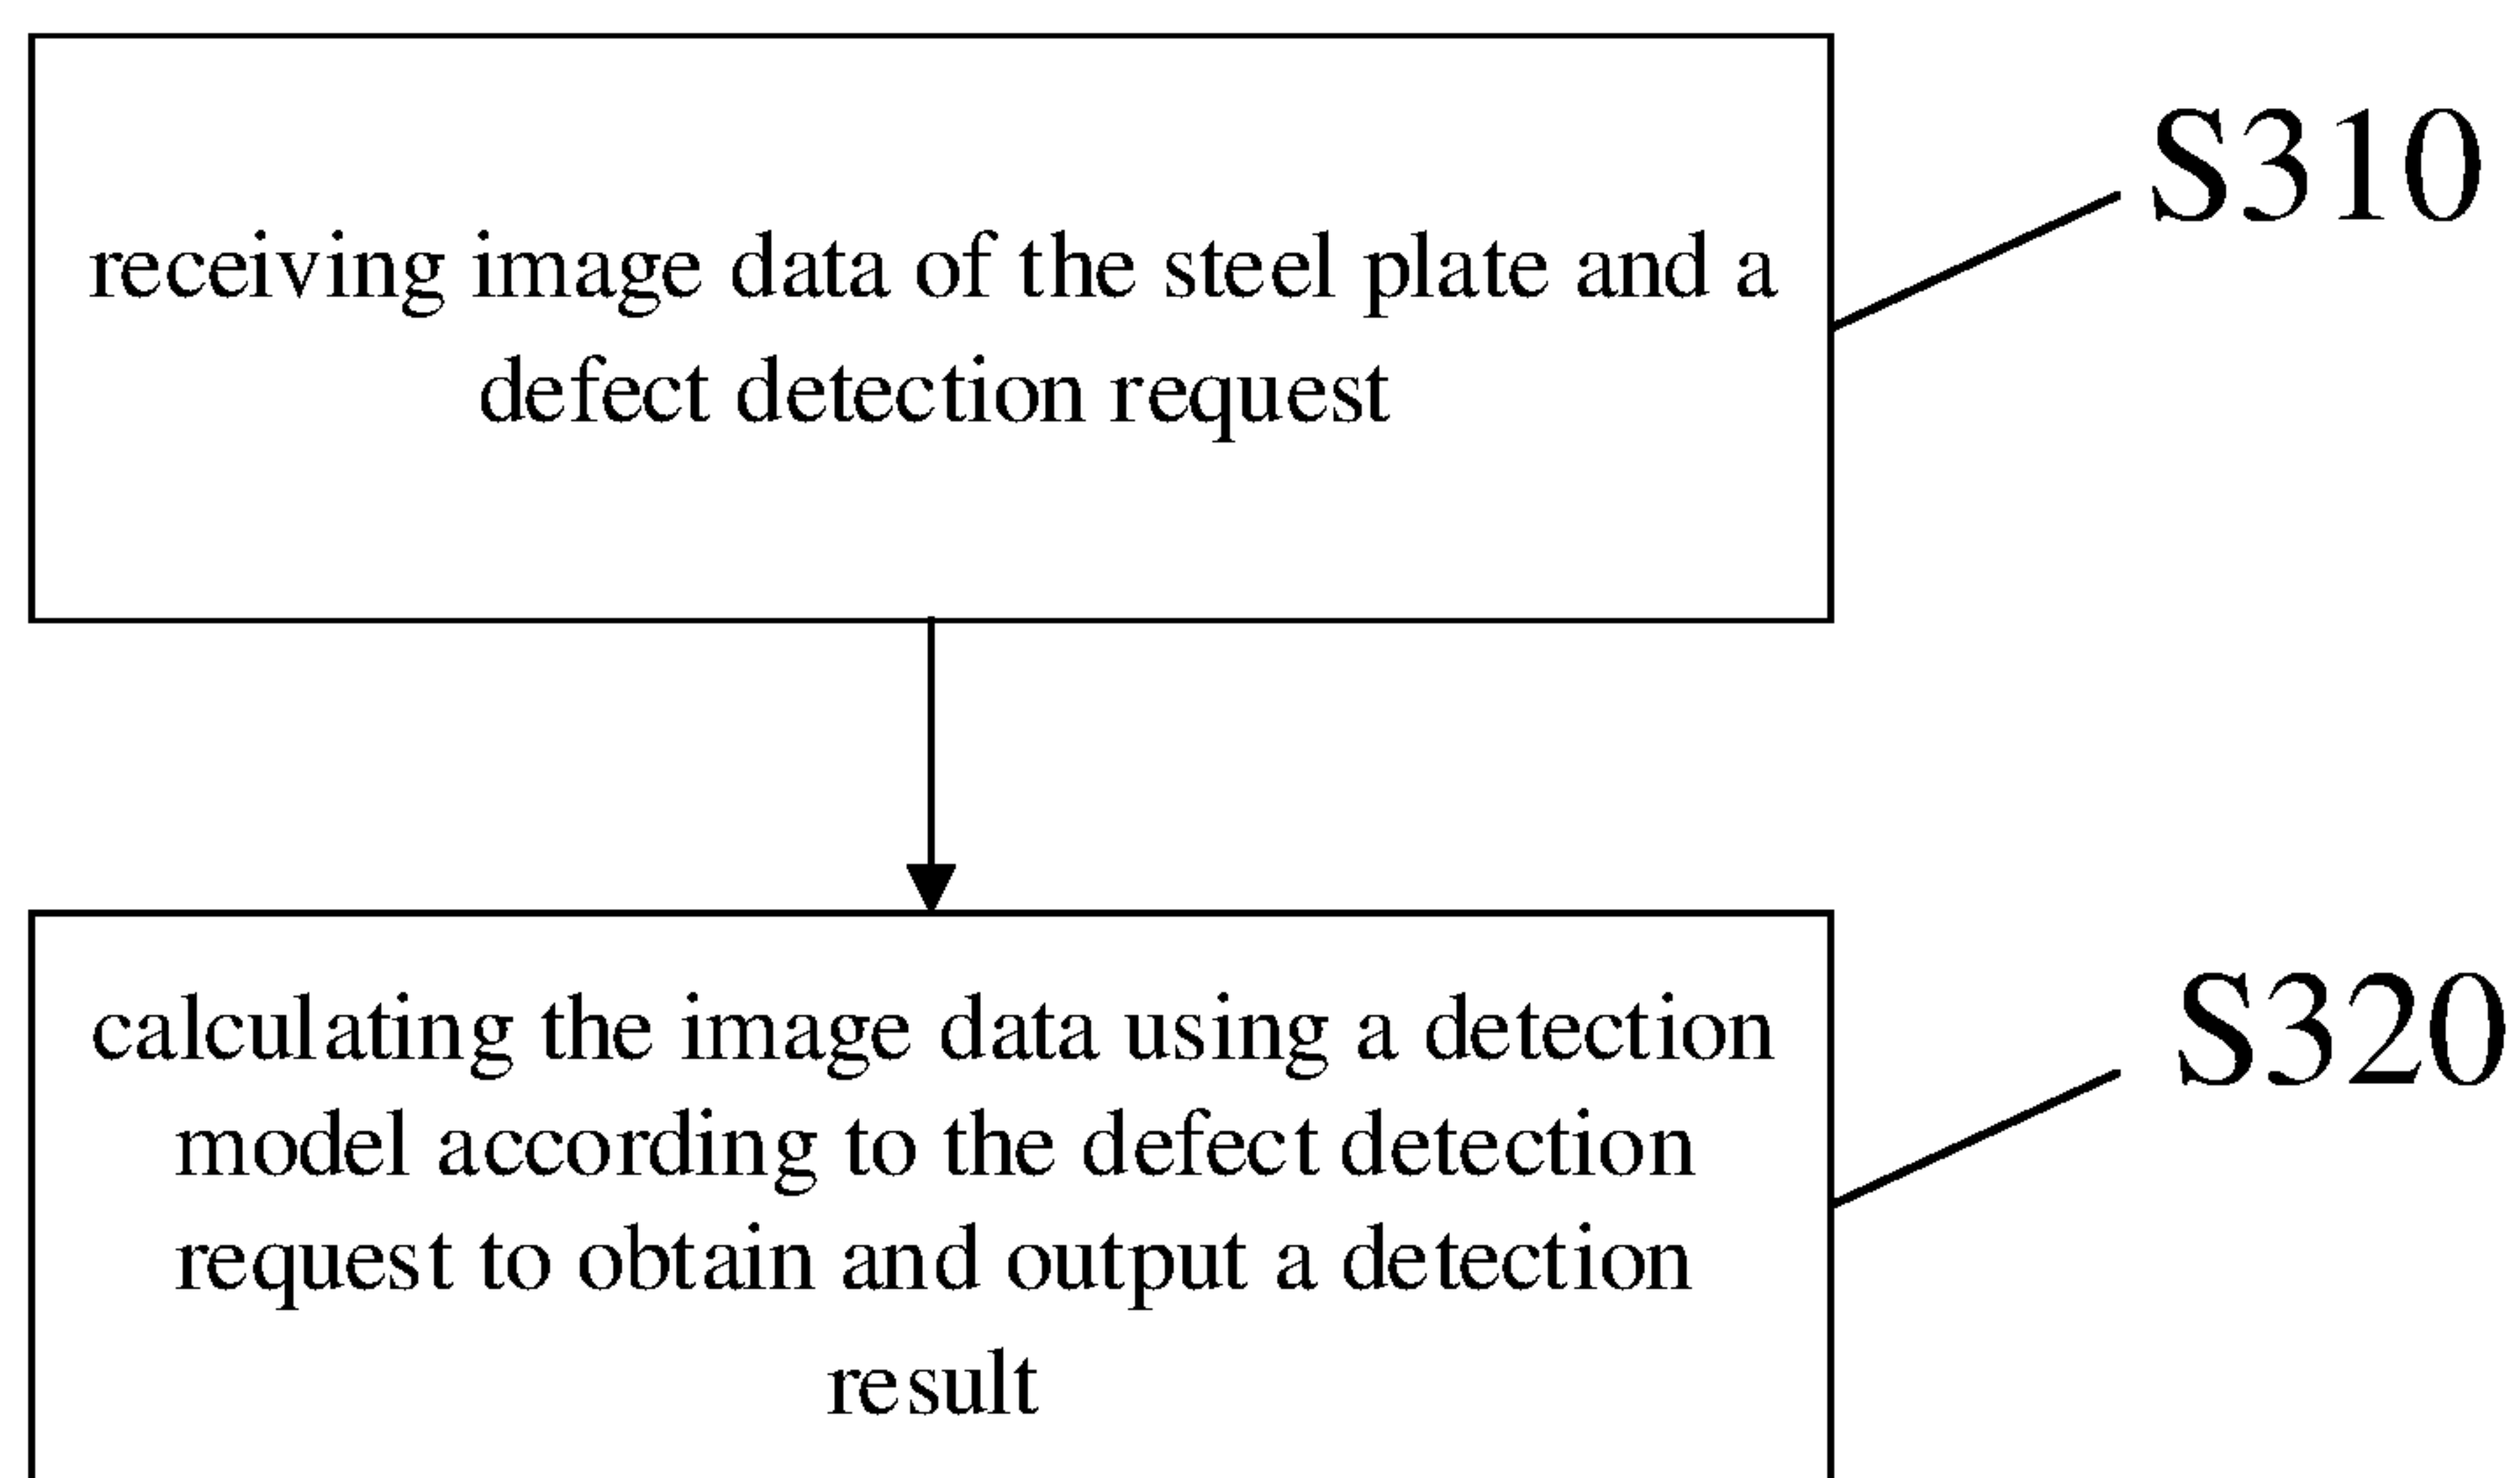 receiving image data of the steel plate and a
defect detection request
S310
calculating the image data using a detection
model according to the defect detection
request to obtain and output a detection
result
S320